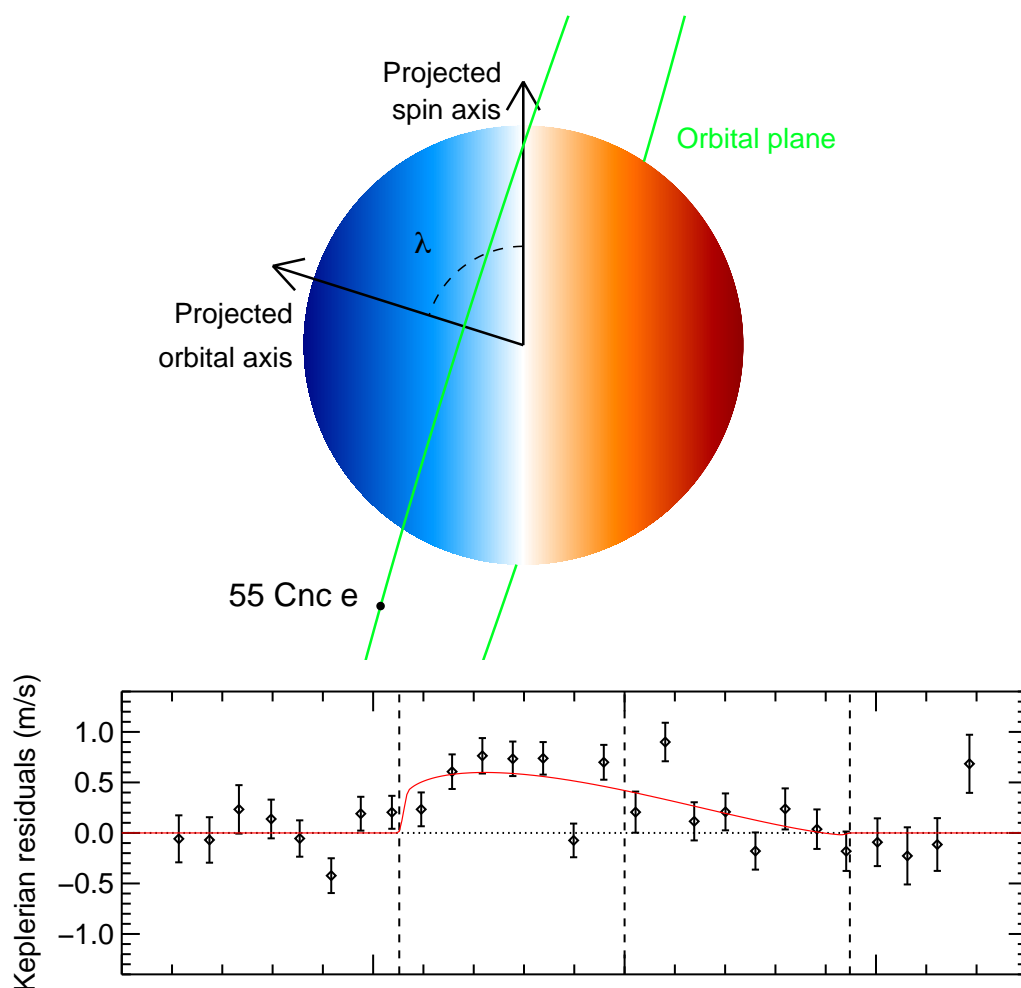 Projected
spin axis
Orbital plane
λ
Projected
orbital axis
55 Cnc e
Keplerian residuals (m/s)
1.0
0.5
0.0
−0.5
−1.0